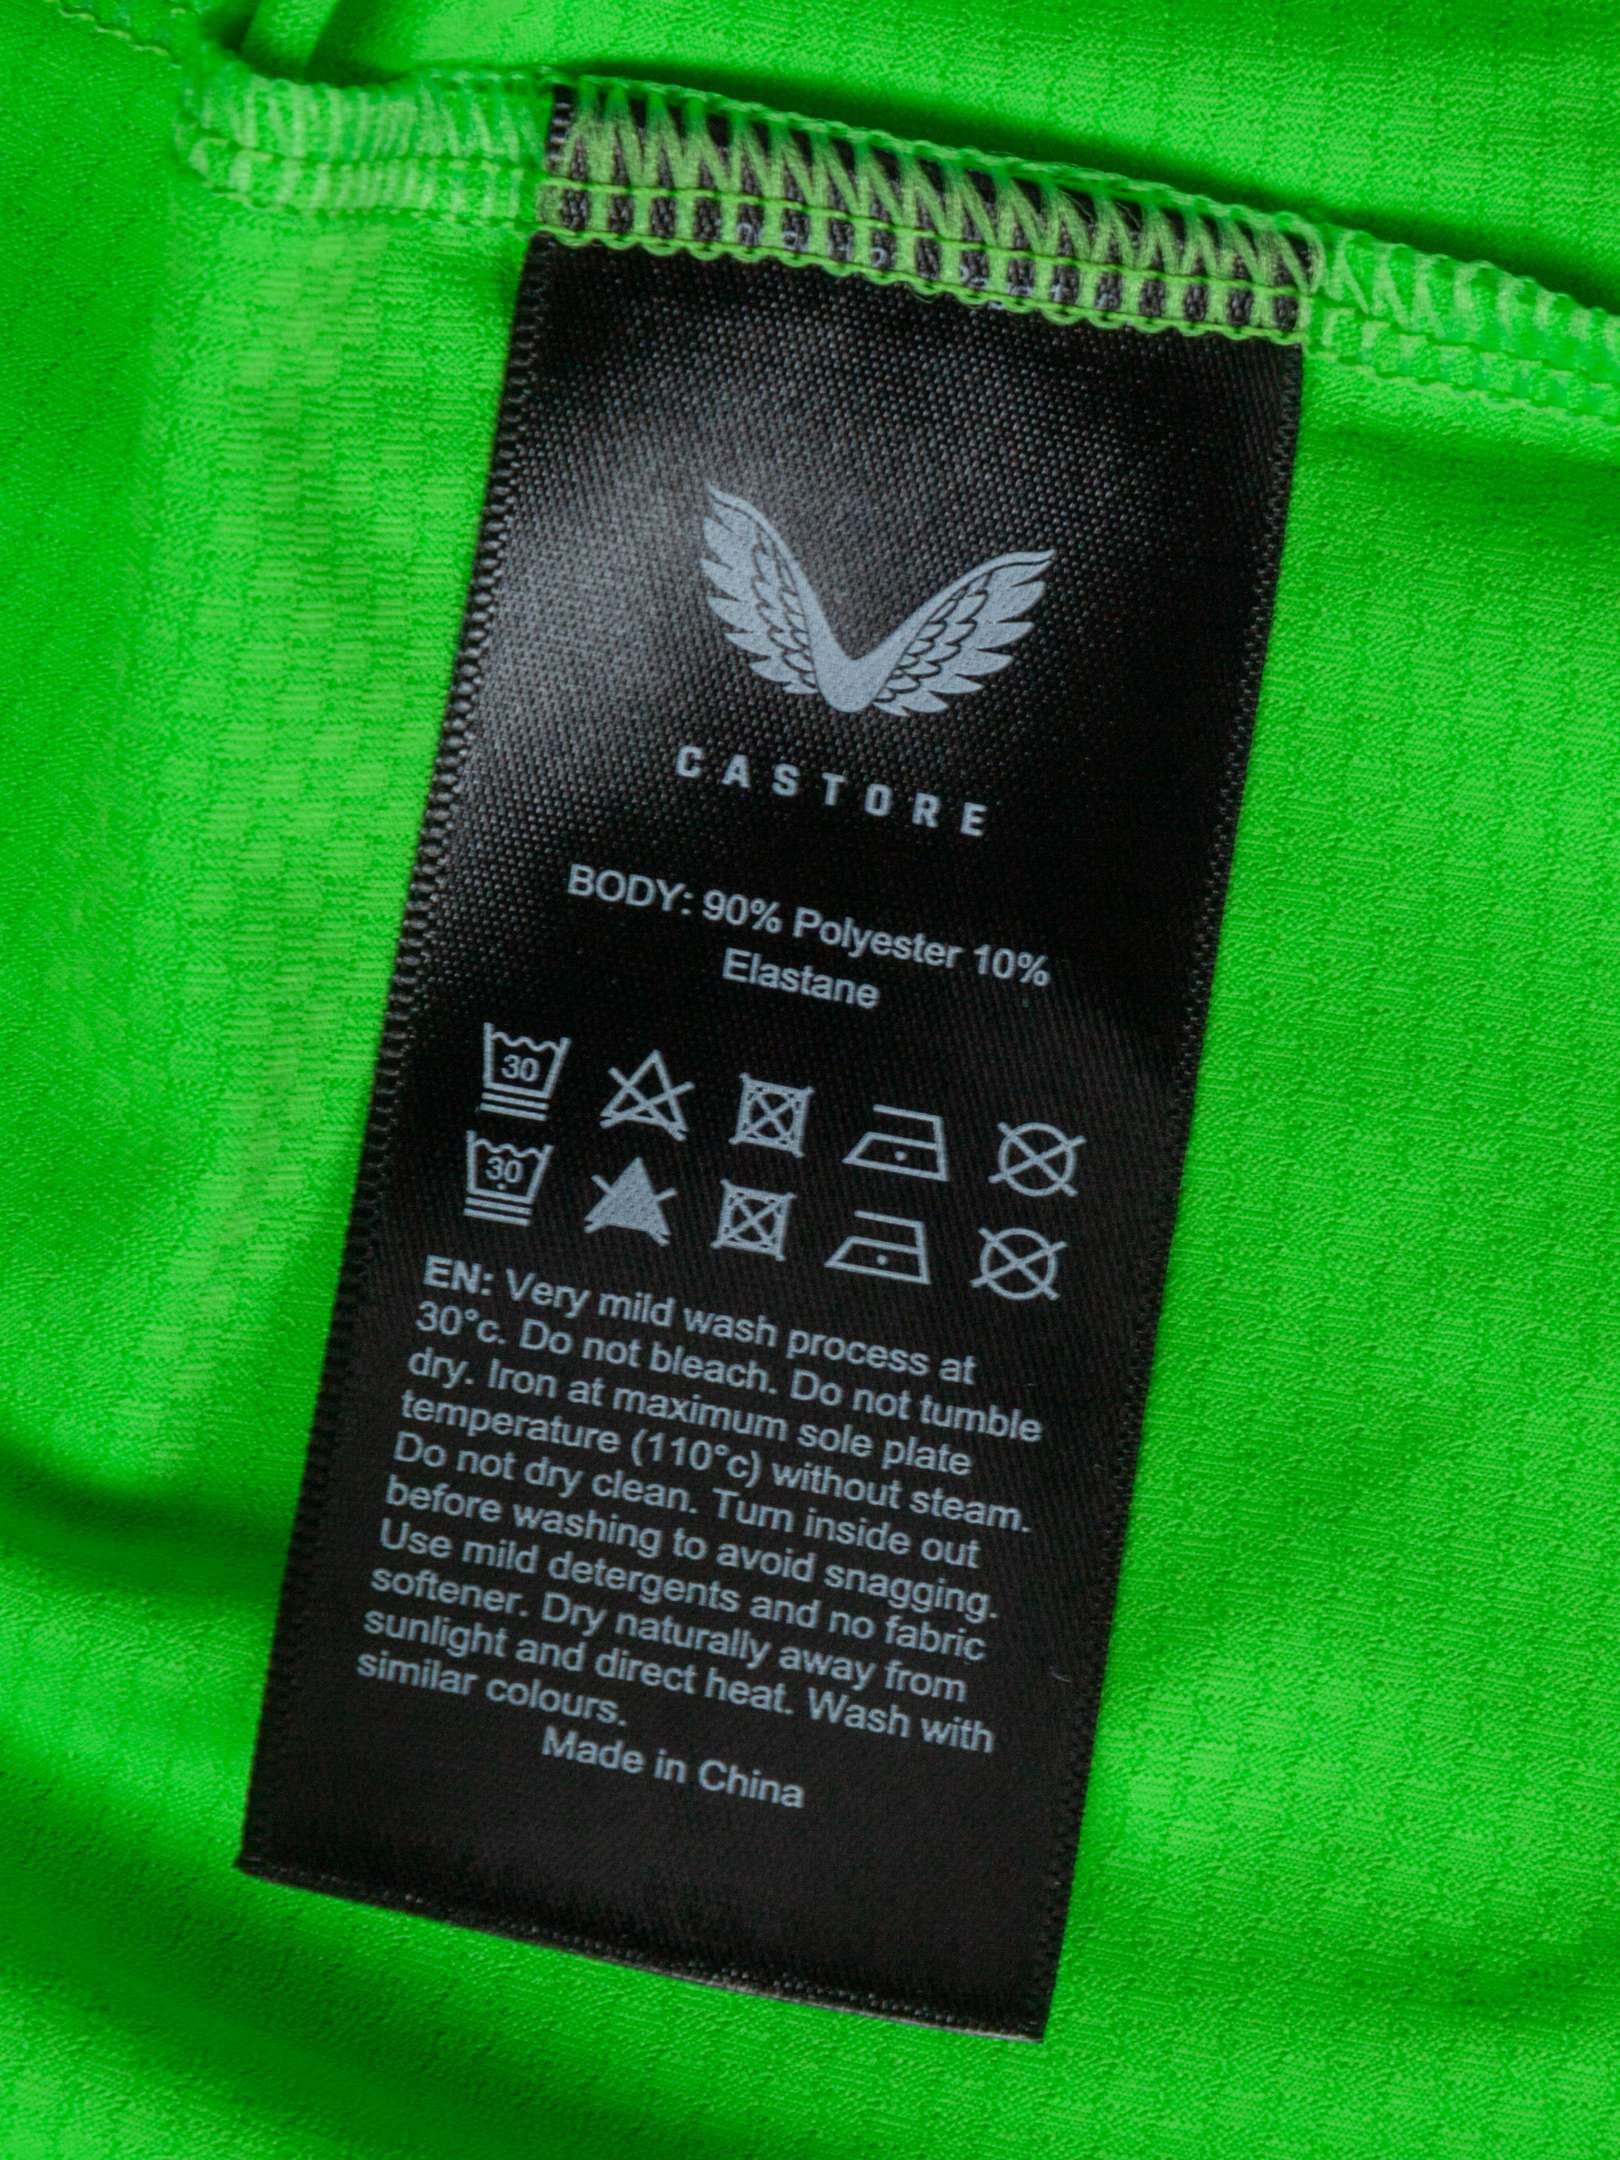 CASTORE
BODY: 90% Polyester 10%
Elastane
30
30
EN: Very mild wash process at
30°c. Do not bleach. Do not tumble
dry. Iron at maximum sole plate
temperature (110°c) without steam.
Do not dry clean. Turn inside out
before washing to avoid snagging.
Use mild detergents and no fabric
softener. Dry naturally away from
sunlight and direct heat. Wash with
similar colours.
Made in China